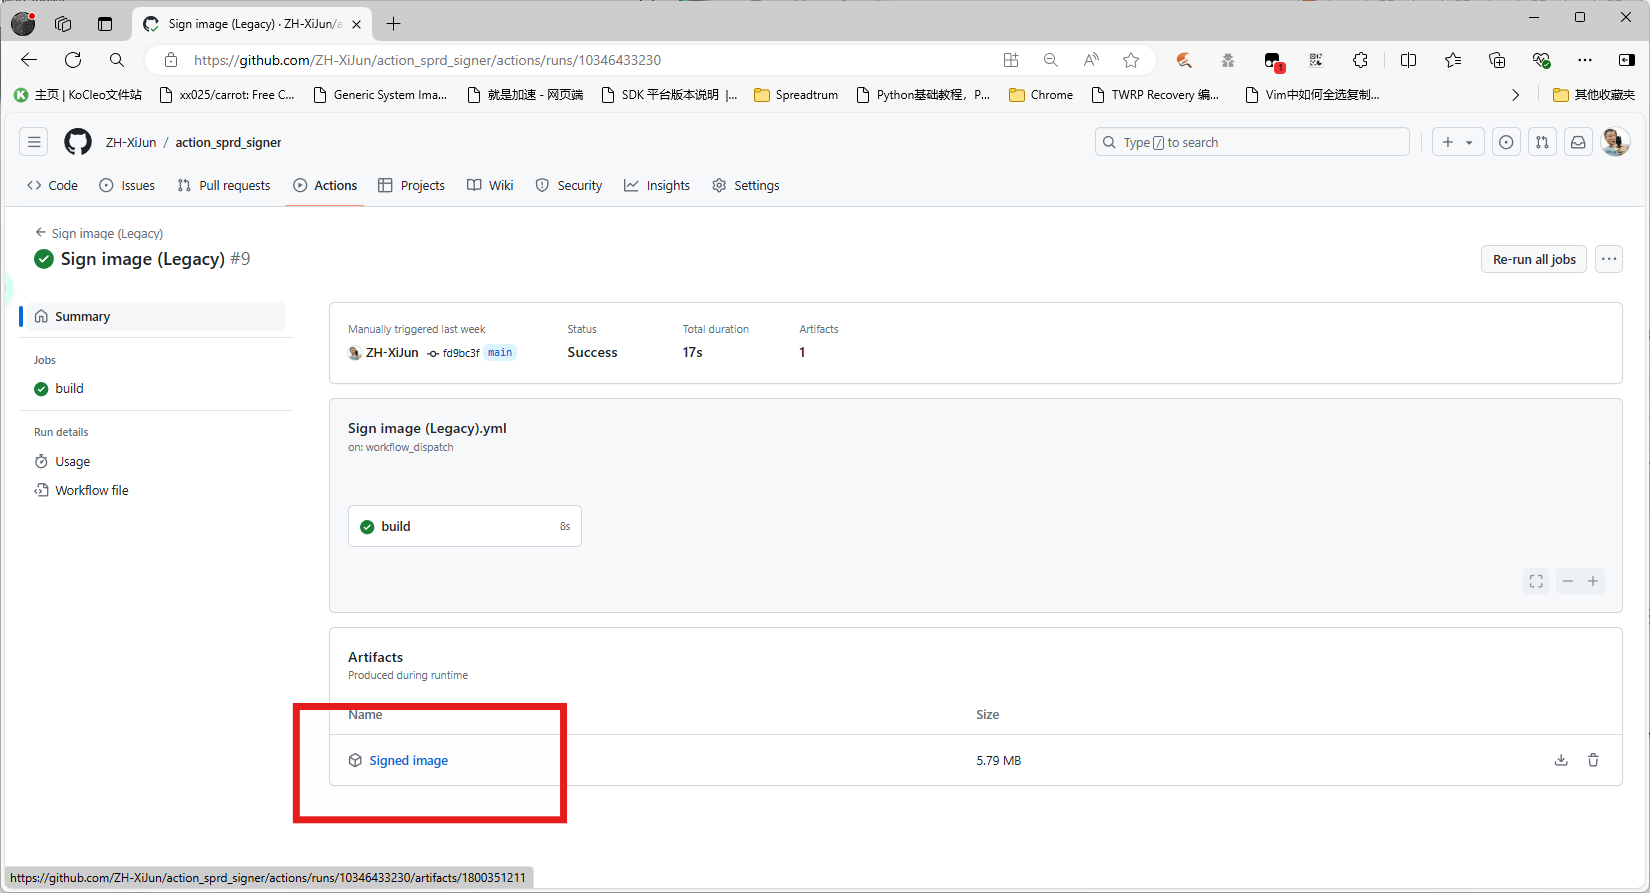 Sign image (Legacy) · ZH-XiJun/a
https://github.com/ZH-XiJun/action_sprd_signer/actions/runs/10346433230
1
主页 | KoCleo文件站
xx025/carrot: Free C...
Generic System Ima...
就是加速 - 网页端
SDK 平台版本说明 |...
Spreadtrum
Python基础教程，P...
Chrome
TWRP Recovery 编...
Vim中如何全选复制...
其他收藏夹
ZH-XiJun / action_sprd_signer
Type / to search
Code
Issues
Pull requests
Actions
Projects
Wiki
Security
Insights
Settings
Sign image (Legacy)
Sign image (Legacy) #9
Re-run all jobs
Summary
Jobs
build
Run details
Usage
Workflow file
Manually triggered last week
ZH-XiJun fd9bc3f main
Status
Success
Total duration
17s
Artifacts
1
Sign image (Legacy).yml
on: workflow_dispatch
build 8s
Artifacts
Produced during runtime
Name Size
Signed image 5.79 MB
https://github.com/ZH-XiJun/action_sprd_signer/actions/runs/10346433230/artifacts/1800351211